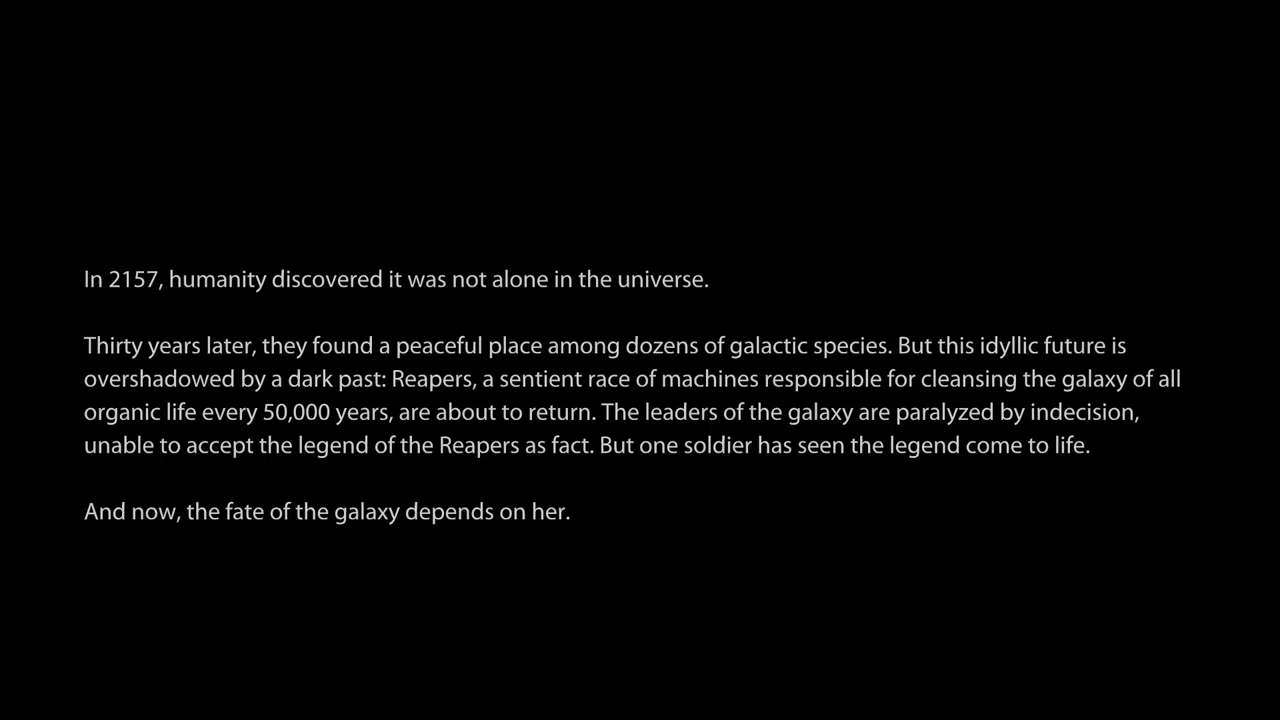 In 2157, humanity discovered it was not alone in the universe.
Thirty years later, they found a peaceful place among dozens of galactic species. But this idyllic future is
overshadowed by a dark past: Reapers, a sentient race of machines responsible for cleansing the galaxy of all
organic life every 50,000 years, are about to return. The leaders of the galaxy are paralyzed by indecision,
unable to accept the legend of the Reapers as fact. But one soldier has seen the legend come to life.
And now, the fate of the galaxy depends on her.